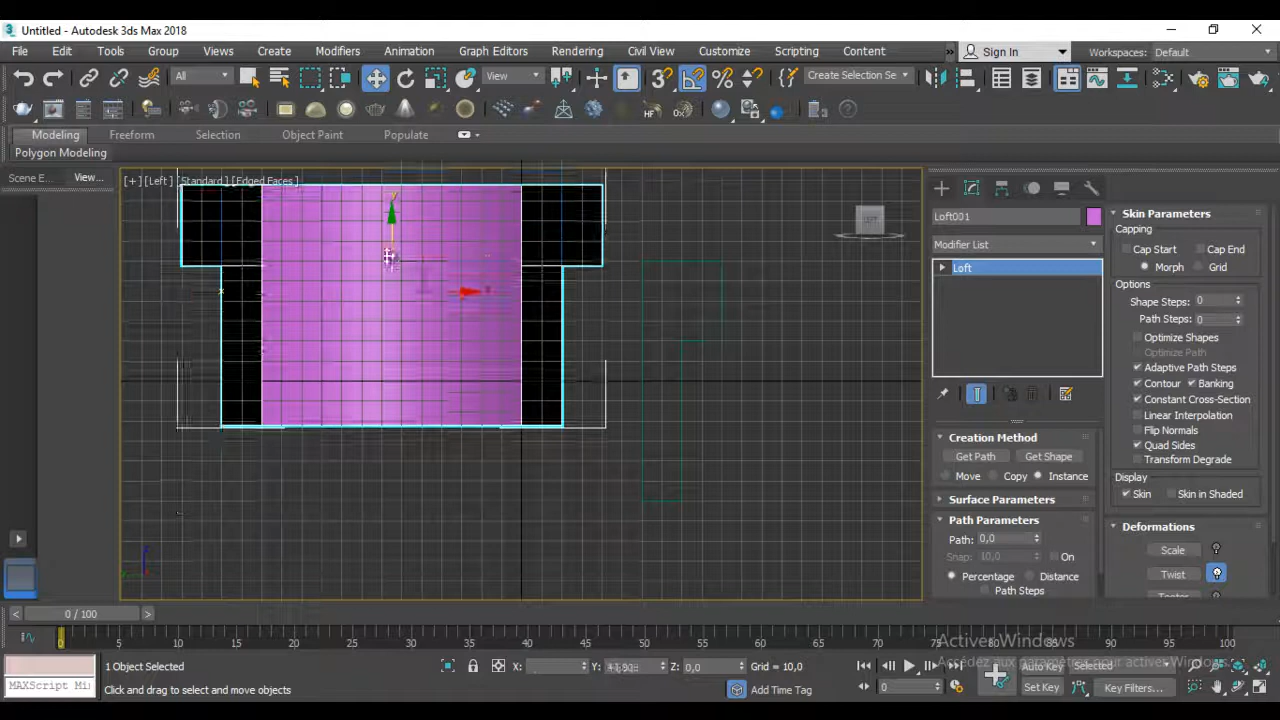 Untitled - Autodesk 3ds Max 2018
File Edit Tools Group Views Create Modifiers Animation Graph Editors Rendering Civil View Customize Scripting Content » Sign In Workspaces: Default
All View Create Selection Se
Modeling Freeform Selection Object Paint Populate
Polygon Modeling
Scene E... View...
[+] [Left] [Standard] [Edged Faces]
LEFT
Loft001
Modifier List
Loft
Creation Method
Get Path Get Shape
Move Copy Instance
Surface Parameters
Path Parameters
Path: 0,0
Snap: 10,0 On
Percentage Distance
Path Steps
Skin Parameters
Capping
Cap Start Cap End
Morph Grid
Options
Shape Steps: 0
Path Steps: 0
Optimize Shapes
Optimize Path
Adaptive Path Steps
Contour Banking
Constant Cross-Section
Linear Interpolation
Flip Normals
Quad Sides
Transform Degrade
Display
Skin Skin in Shaded
Deformations
Scale
Twist
< 0 / 100 >
0 5 10 15 20 25 30 35 40 45 50 55 60 65 70 75 80 85 90 95 100
Activer Windows
1 Object Selected X: Y: Z: 0,0 Grid = 10,0 Auto Key Selected
MAXScript Mi: Click and drag to select and move objects Add Time Tag 0 Set Key Key Filters...